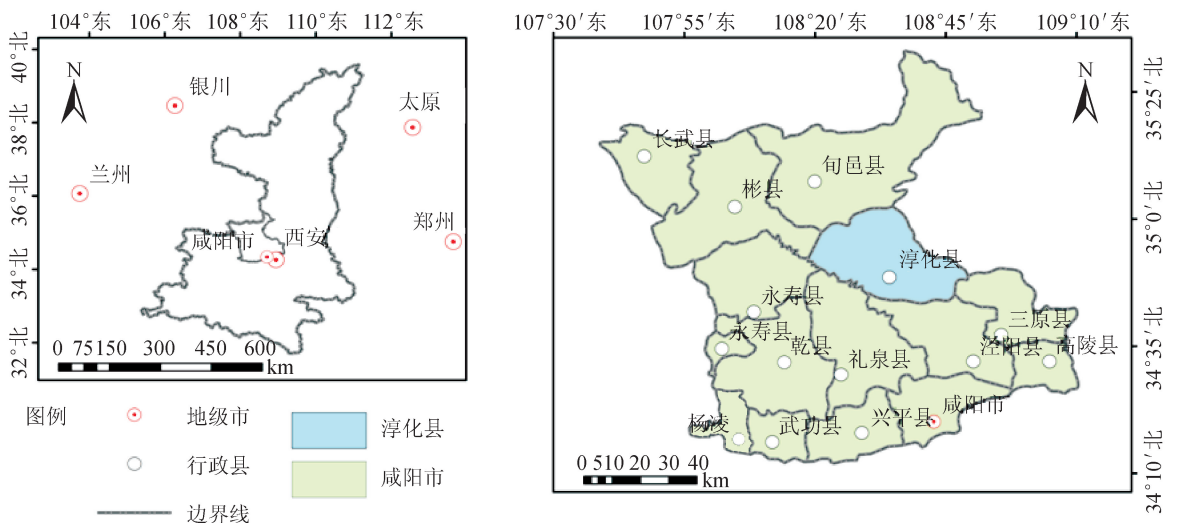 104°东 106°东 108°东 110°东 112°东
40°北
38°北
36°北
34°北
32°北
N
银川
太原
兰州
郑州
咸阳市
西安
0 75 150 300 450 600
km
图例
地级市
行政县
边界线
淳化县
咸阳市
107°30′东 107°55′东 108°20′东 108°45′东 109°10′东
35°25′北
35°0′北
34°35′北
34°10′北
N
长武县
旬邑县
彬县
淳化县
永寿县
三原县
永寿县
乾县
礼泉县
泾阳县
高陵县
杨凌
武功县
兴平县
咸阳市
0 510 20 30 40
km